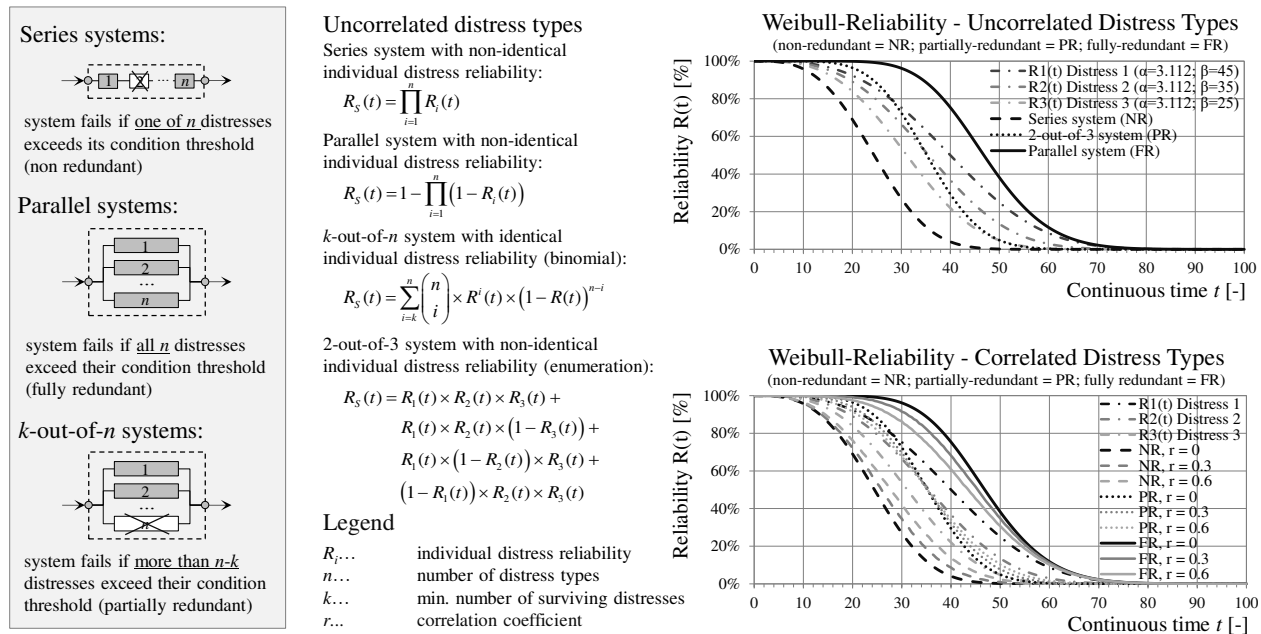 Series systems:
1 2 ... n
system fails if one of n distresses
exceeds its condition threshold
(non redundant)
Parallel systems:
1
2
...
n
system fails if all n distresses
exceed their condition threshold
(fully redundant)
k-out-of-n systems:
1
2
...
n
system fails if more than n-k
distresses exceed their condition
threshold (partially redundant)
Uncorrelated distress types
Series system with non-identical
individual distress reliability:
R_S(t) = ∏_{i=1}^{n} R_i(t)
Parallel system with non-identical
individual distress reliability:
R_S(t) = 1 − ∏_{i=1}^{n} (1 − R_i(t))
k-out-of-n system with identical
individual distress reliability (binomial):
R_S(t) = ∑_{i=k}^{n} (n i) × R^i(t) × (1 − R(t))^{n−i}
2-out-of-3 system with non-identical
individual distress reliability (enumeration):
R_S(t) = R_1(t) × R_2(t) × R_3(t) +
R_1(t) × R_2(t) × (1 − R_3(t)) +
R_1(t) × (1 − R_2(t)) × R_3(t) +
(1 − R_1(t)) × R_2(t) × R_3(t)
Legend
R_i… individual distress reliability
n… number of distress types
k… min. number of surviving distresses
r... correlation coefficient
Weibull-Reliability - Uncorrelated Distress Types
(non-redundant = NR; partially-redundant = PR; fully-redundant = FR)
Reliability R(t) [%]
100%
80%
60%
40%
20%
0%
R1(t) Distress 1 (α=3.112; β=45)
R2(t) Distress 2 (α=3.112; β=35)
R3(t) Distress 3 (α=3.112; β=25)
Series system (NR)
2-out-of-3 system (PR)
Parallel system (FR)
0 10 20 30 40 50 60 70 80 90 100
Continuous time t [-]
Weibull-Reliability - Correlated Distress Types
(non-redundant = NR; partially-redundant = PR; fully redundant = FR)
Reliability R(t) [%]
100%
80%
60%
40%
20%
0%
R1(t) Distress 1
R2(t) Distress 2
R3(t) Distress 3
NR, r = 0
NR, r = 0.3
NR, r = 0.6
PR, r = 0
PR, r = 0.3
PR, r = 0.6
FR, r = 0
FR, r = 0.3
FR, r = 0.6
0 10 20 30 40 50 60 70 80 90 100
Continuous time t [-]